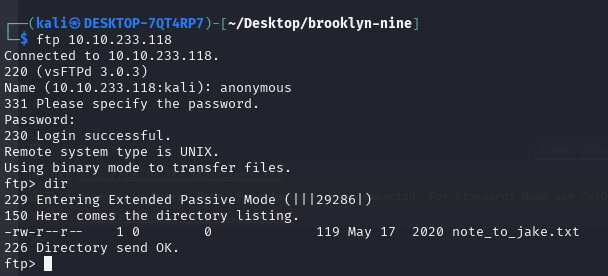 ┌──(kali㉿DESKTOP-7QT4RP7)-[~/Desktop/brooklyn-nine]
└─$ ftp 10.10.233.118
Connected to 10.10.233.118.
220 (vsFTPd 3.0.3)
Name (10.10.233.118:kali): anonymous
331 Please specify the password.
Password:
230 Login successful.
Remote system type is UNIX.
Using binary mode to transfer files.
ftp> dir
229 Entering Extended Passive Mode (|||29286|)
150 Here comes the directory listing.
-rw-r--r--    1 0        0             119 May 17  2020 note_to_jake.txt
226 Directory send OK.
ftp>